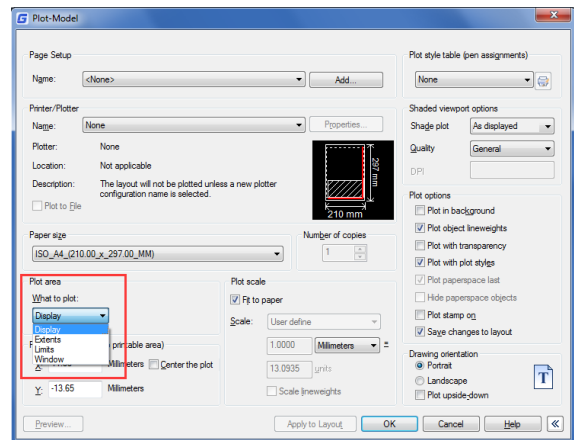 Plot-Model
Page Setup
Name: <None> Add...
Printer/Plotter
Name: None Properties...
Plotter: None
Location: Not applicable
Description: The layout will not be plotted unless a new plotter
configuration name is selected.
Plot to File
297 mm
210 mm
Paper size
ISO_A4_(210.00_x_297.00_MM)
Number of copies
1
Plot area
What to plot:
Display
Display
Extents
Limits
Window
printable area)
X: Millimeters Center the plot
Y: -13.65 Millimeters
Plot scale
Fit to paper
Scale: User define
1.0000 Millimeters =
13.0935 units
Scale lineweights
Plot style table (pen assignments)
None
Shaded viewport options
Shade plot As displayed
Quality General
DPI
Plot options
Plot in background
Plot object lineweights
Plot with transparency
Plot with plot styles
Plot paperspace last
Hide paperspace objects
Plot stamp on
Save changes to layout
Drawing orientation
Portrait
Landscape
Plot upside-down
T
Preview... Apply to Layout OK Cancel Help